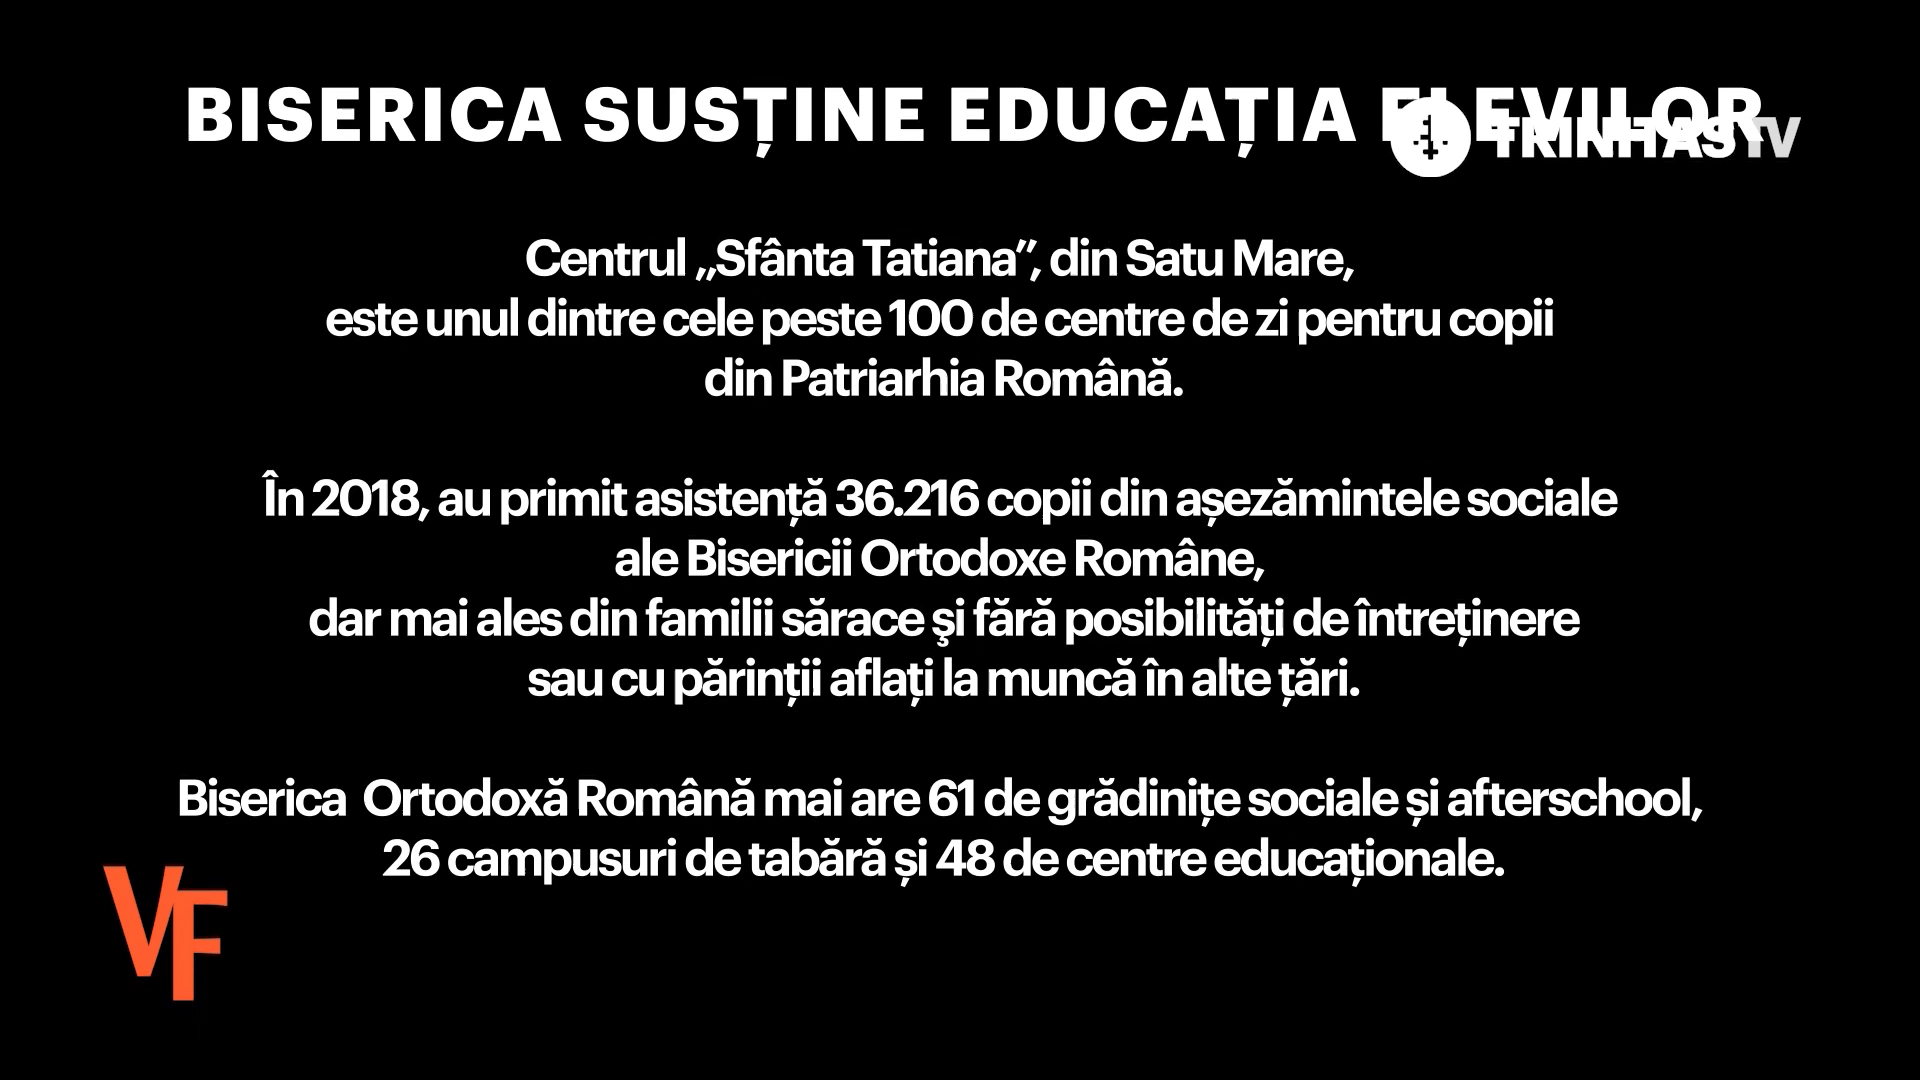 BISERICA SUSȚINE EDUCAȚIA ELEVILOR
TRINITAS TV
Centrul „Sfânta Tatiana”, din Satu Mare,
este unul dintre cele peste 100 de centre de zi pentru copii
din Patriarhia Română.
În 2018, au primit asistență 36.216 copii din așezămintele sociale
ale Bisericii Ortodoxe Române,
dar mai ales din familii sărace şi fără posibilități de întreținere
sau cu părinții aflați la muncă în alte țări.
Biserica  Ortodoxă Română mai are 61 de grădinițe sociale și afterschool,
26 campusuri de tabără și 48 de centre educaționale.
VF